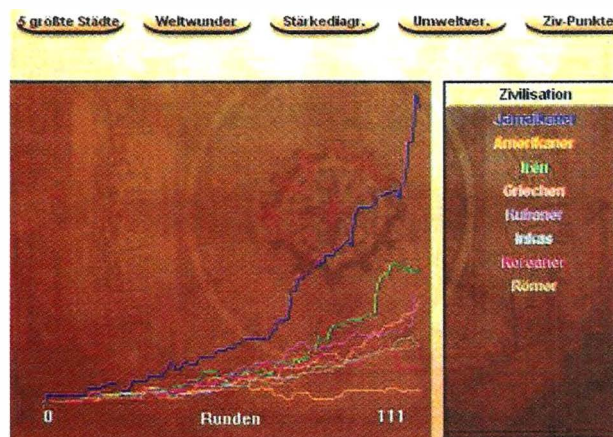 5 größte Städte Weltwunder Stärkediagr. Umweltver. Ziv-Punkte
Zivilisation
Jamaikaner
Amerikaner
Iren
Griechen
Kubaner
Inkas
Koreaner
Römer
0 Runden 111